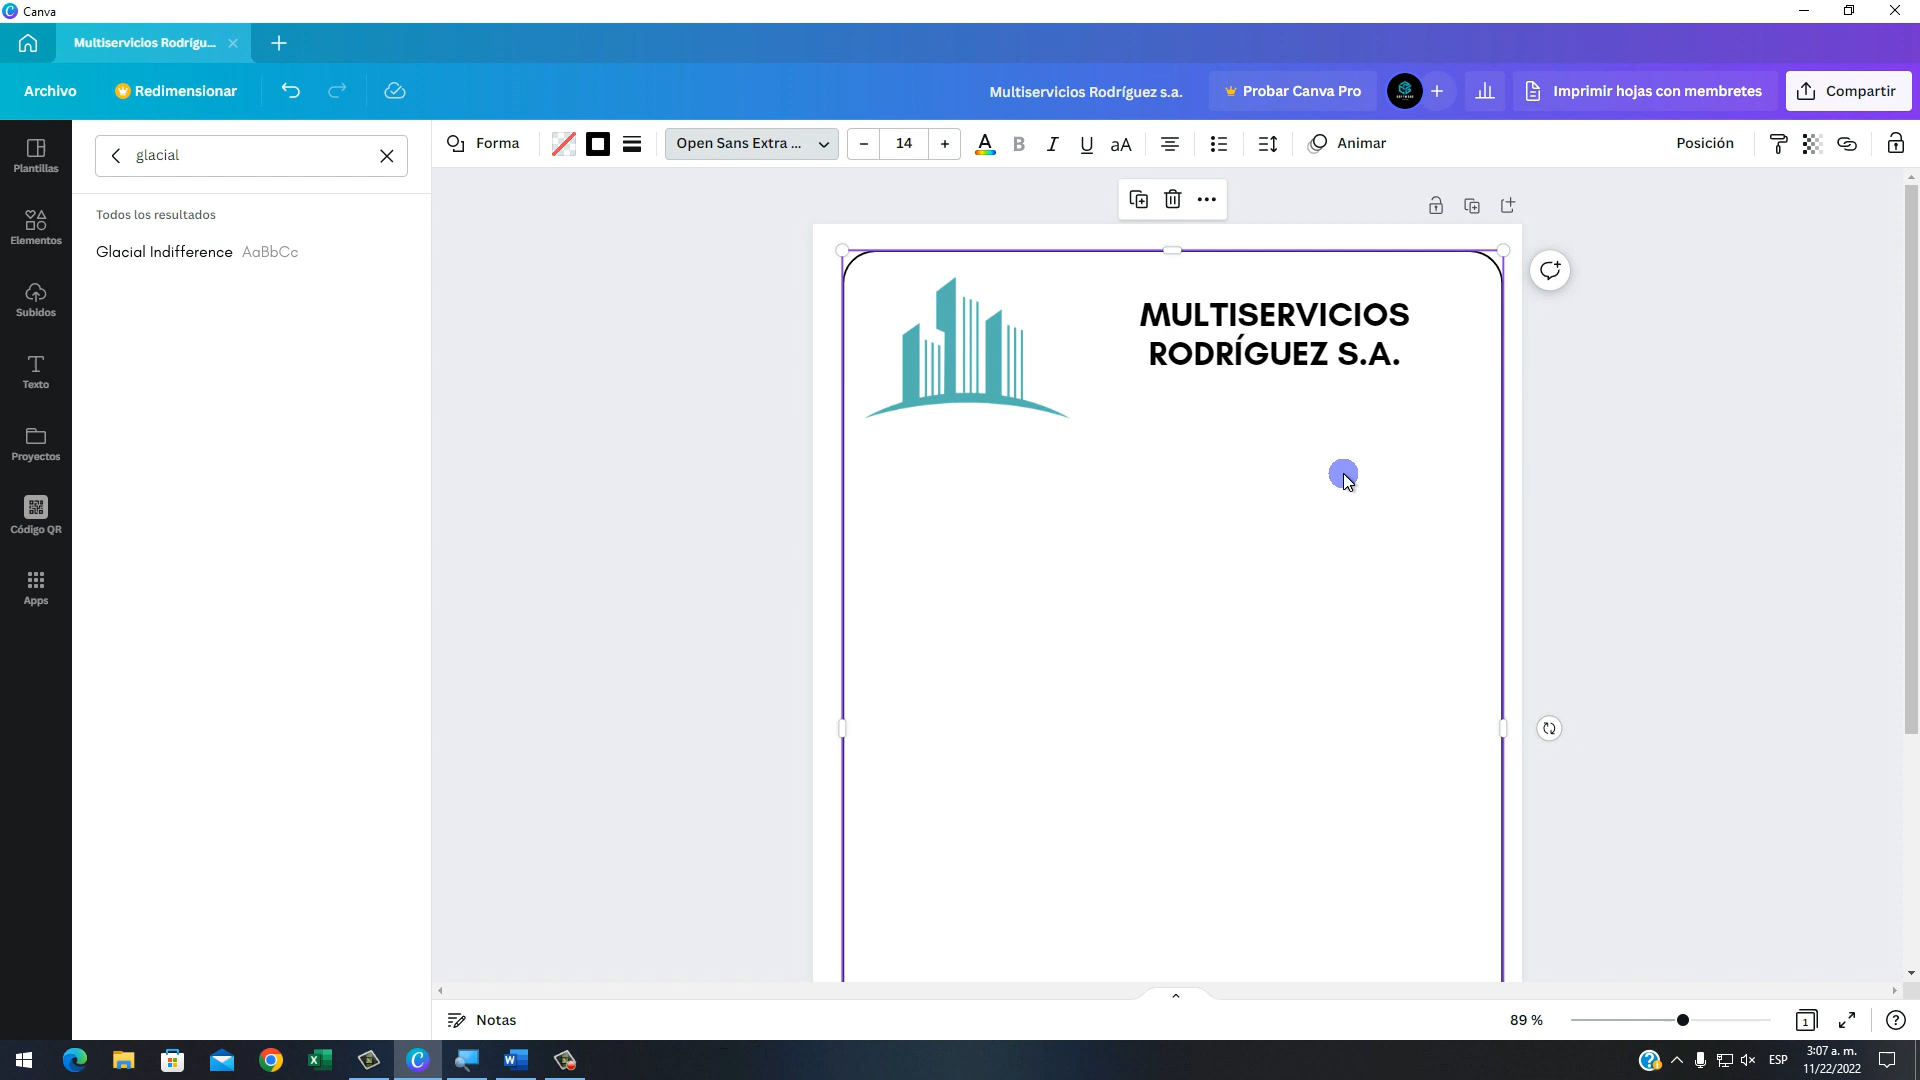 Canva
Multiservicios Rodrígu...
Archivo
Redimensionar
Multiservicios Rodríguez s.a.
Probar Canva Pro
Imprimir hojas con membretes
Compartir
Plantillas
Elementos
Subidos
Texto
Proyectos
Código QR
Apps
glacial
Todos los resultados
Glacial Indifference AaBbCc
Forma
Open Sans Extra ...
14
A
B
I
U
aA
Animar
Posición
MULTISERVICIOS
RODRÍGUEZ S.A.
Notas
89 %
1
ESP
3:07 a. m.
11/22/2022